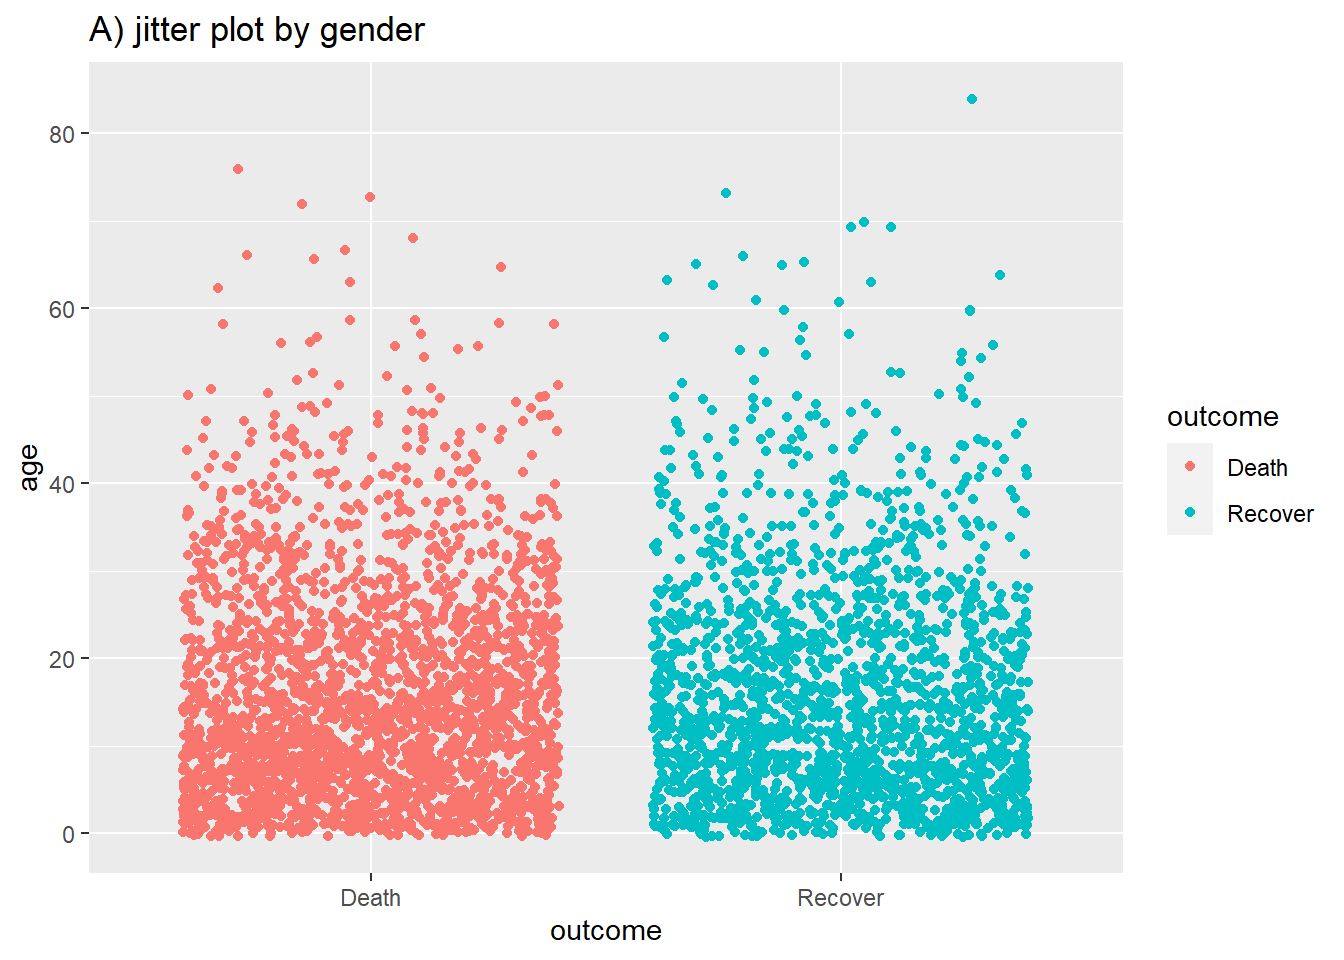 A) jitter plot by gender
80
60
40
20
0
age
Death
Recover
outcome
outcome
Death
Recover